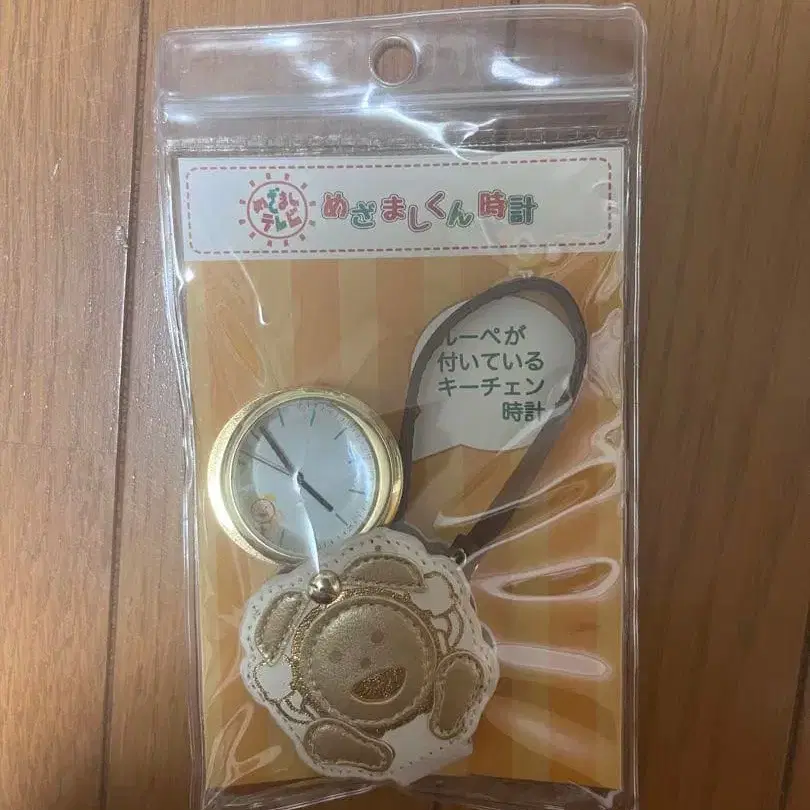 めざまし
テレビ
めざましくん時計
ルーペが
付いている
キーチェン
時計